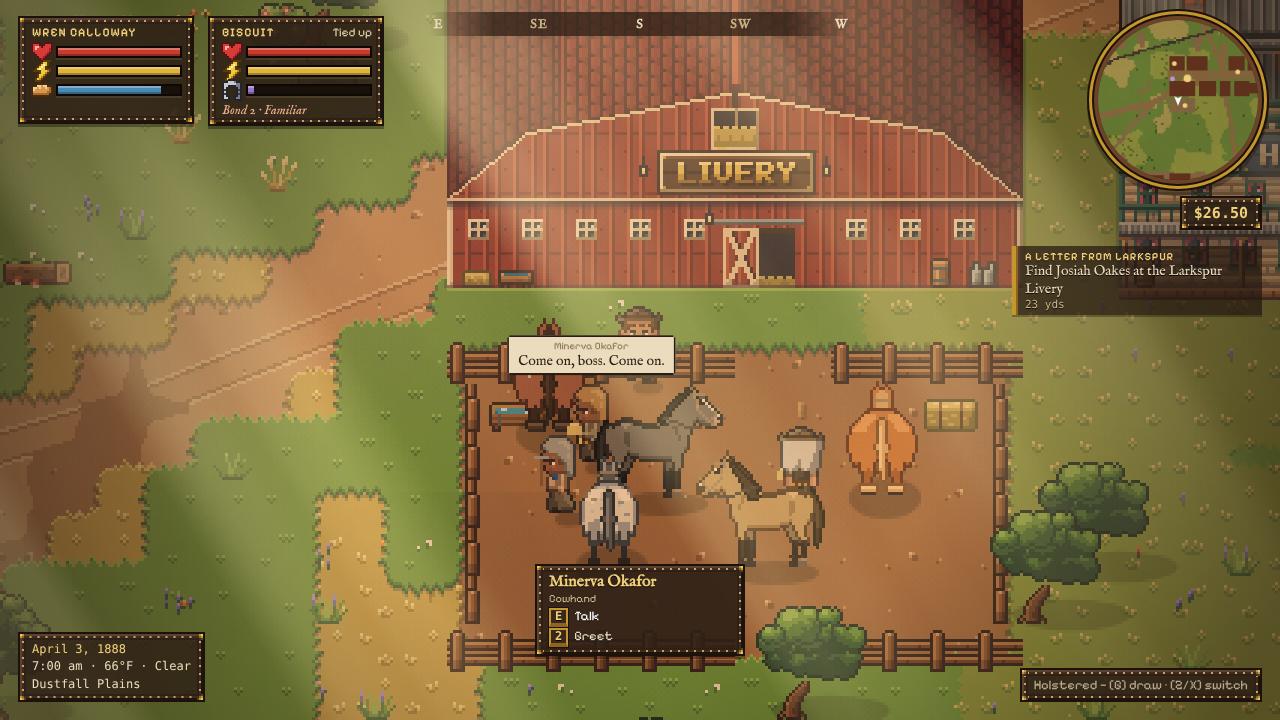 WREN CALLOWAY
BISCUIT
Tied up
Bond 2 · Familiar
E
SE
S
SW
W
LIVERY
H
$26.50
A LETTER FROM LARKSPUR
Find Josiah Oakes at the Larkspur
Livery
23 yds
Minerva Okafor
Come on, boss. Come on.
Minerva Okafor
Cowhand
E Talk
2 Greet
April 3, 1888
7:00 am · 66°F · Clear
Dustfall Plains
Holstered - (G) draw · (Z/X) switch